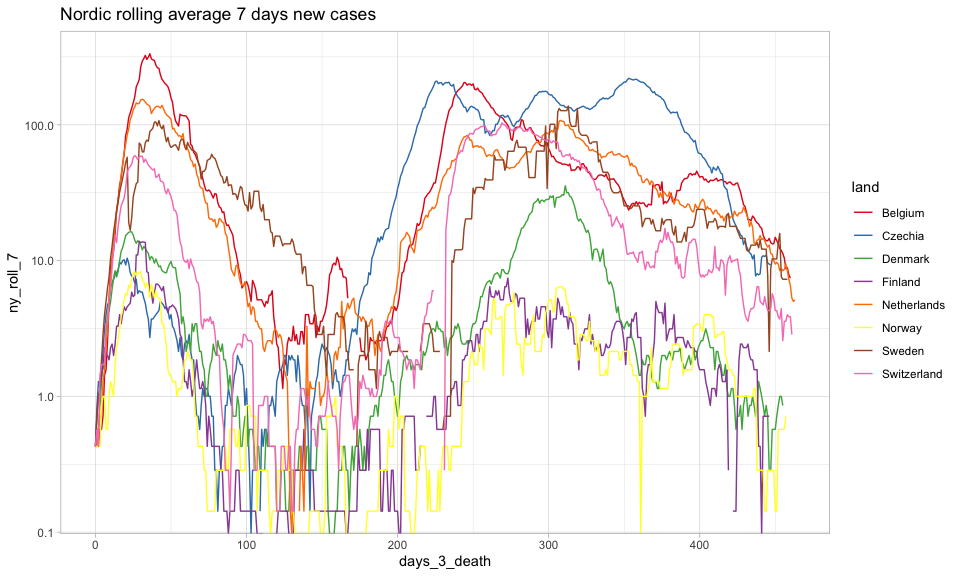 Nordic rolling average 7 days new cases
ny_roll_7
100.0
10.0
1.0
0.1
0 100 200 300 400
days_3_death
land
Belgium
Czechia
Denmark
Finland
Netherlands
Norway
Sweden
Switzerland